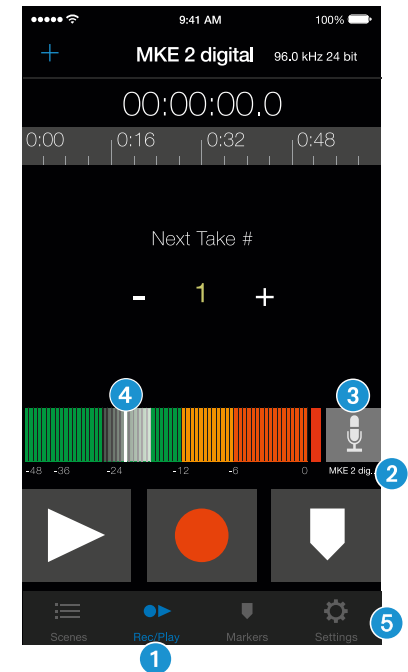 9:41 AM 100%
+ MKE 2 digital 96.0 kHz 24 bit
00:00:00.0
0:00 0:16 0:32 0:48
Next Take #
- 1 +
4 3
-48 -36 -24 -12 -6 0 MKE 2 dig...
2
Scenes Rec/Play Markers Settings
5
1